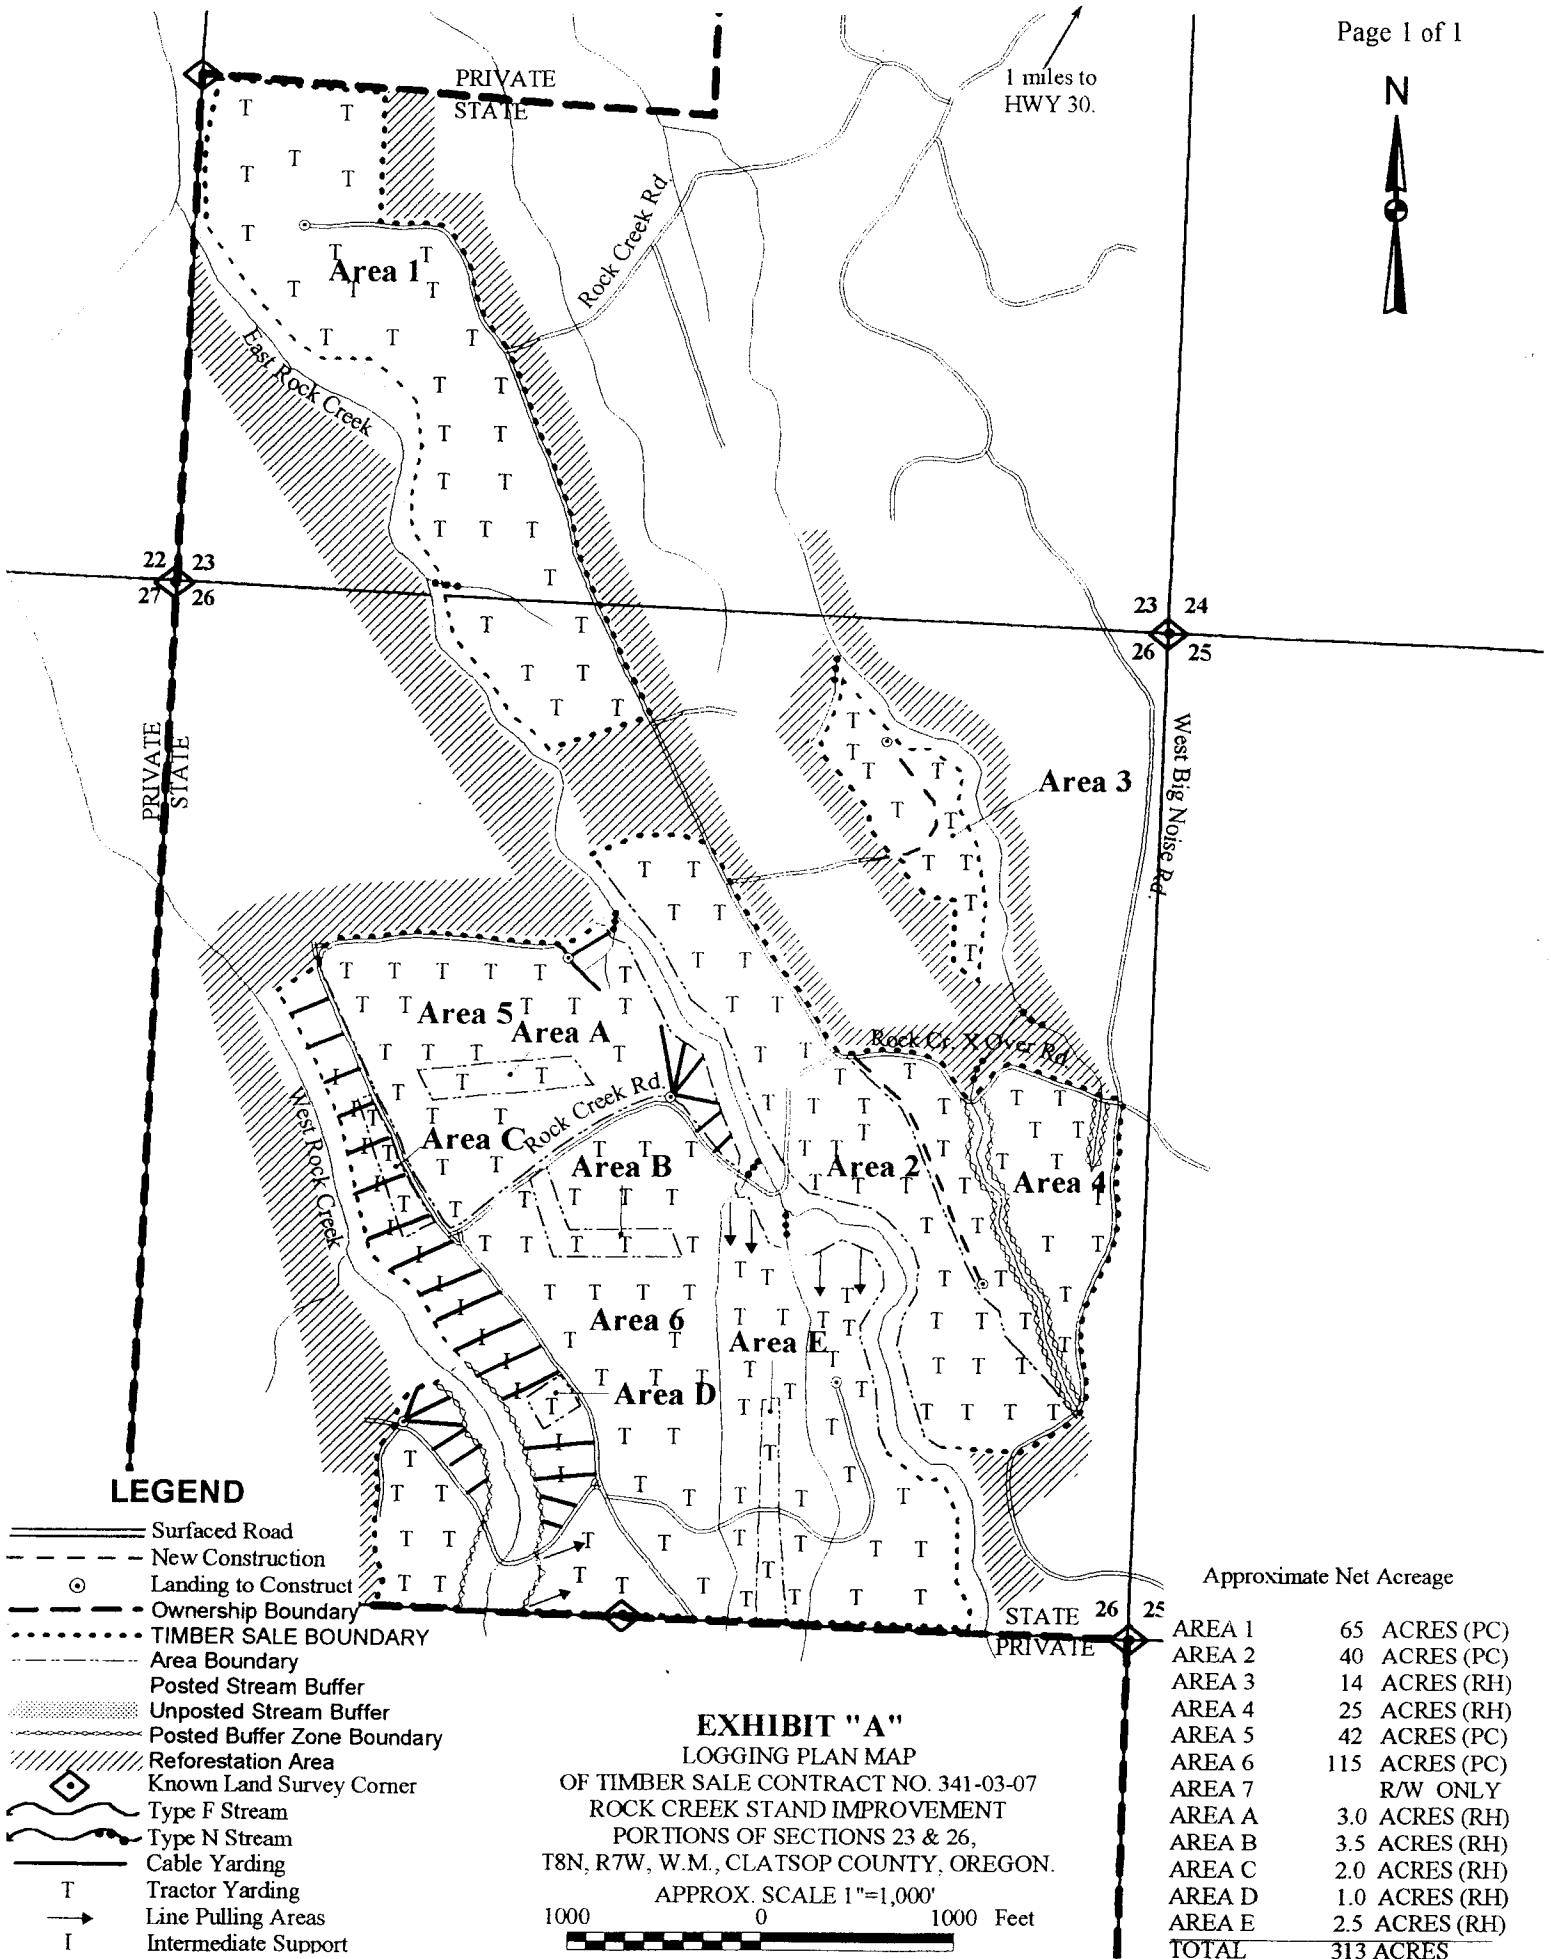 Page 1 of 1
N
1 miles to
HWY 30.
PRIVATE
STATE
Rock Creek Rd.
Area 1
East Rock Creek
22 23
27 26
23 24
26 25
PRIVATE
STATE
West Big Noise Rd.
Area 3
Area 5
Area A
Rock Cr. X Over Rd
Rock Creek Rd.
Area C
Area B
Area 2
Area 4
West Rock Creek
Area 6
Area E
Area D
STATE
PRIVATE
26 25
LEGEND
Surfaced Road
New Construction
Landing to Construct
Ownership Boundary
TIMBER SALE BOUNDARY
Area Boundary
Posted Stream Buffer
Unposted Stream Buffer
Posted Buffer Zone Boundary
Reforestation Area
Known Land Survey Corner
Type F Stream
Type N Stream
Cable Yarding
T Tractor Yarding
Line Pulling Areas
I Intermediate Support
EXHIBIT "A"
LOGGING PLAN MAP
OF TIMBER SALE CONTRACT NO. 341-03-07
ROCK CREEK STAND IMPROVEMENT
PORTIONS OF SECTIONS 23 & 26,
T8N, R7W, W.M., CLATSOP COUNTY, OREGON.
APPROX. SCALE 1"=1,000'
1000 0 1000 Feet
Approximate Net Acreage
AREA 1 65 ACRES (PC)
AREA 2 40 ACRES (PC)
AREA 3 14 ACRES (RH)
AREA 4 25 ACRES (RH)
AREA 5 42 ACRES (PC)
AREA 6 115 ACRES (PC)
AREA 7 R/W ONLY
AREA A 3.0 ACRES (RH)
AREA B 3.5 ACRES (RH)
AREA C 2.0 ACRES (RH)
AREA D 1.0 ACRES (RH)
AREA E 2.5 ACRES (RH)
TOTAL 313 ACRES